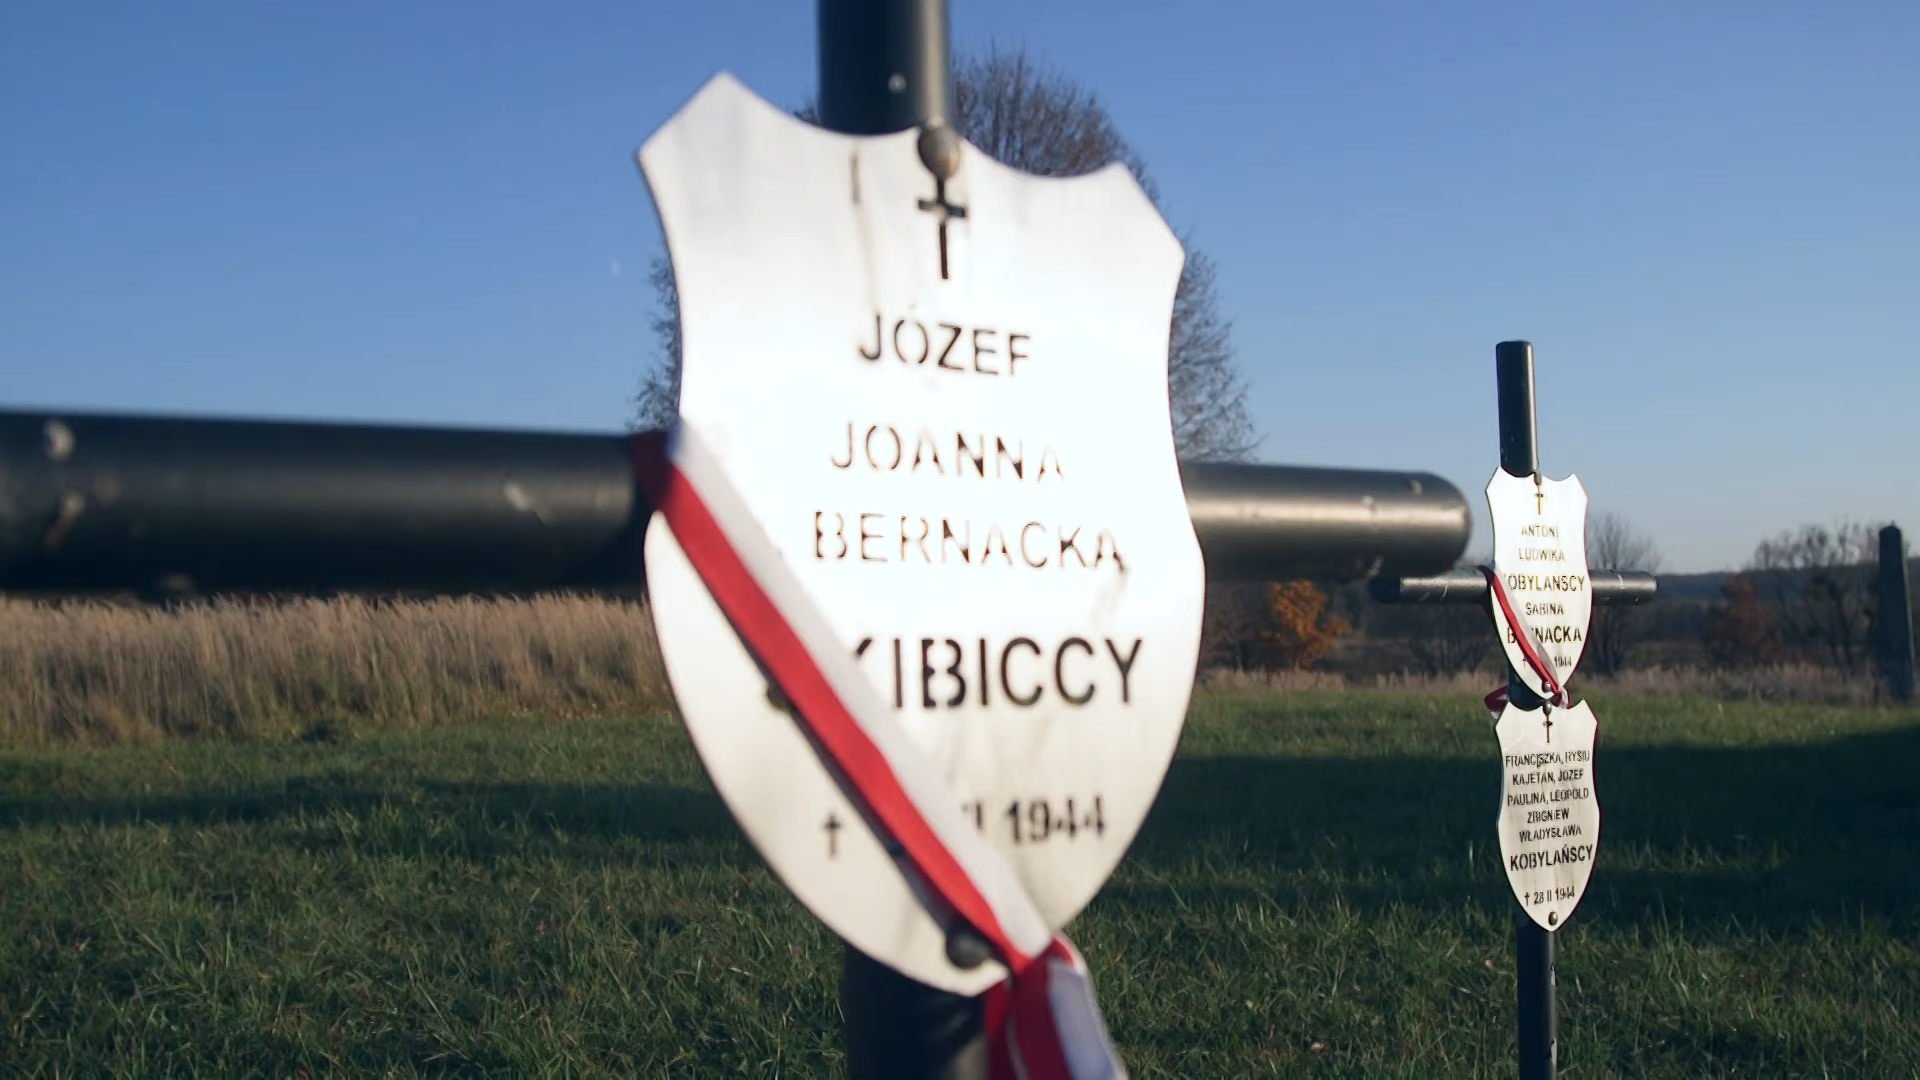 JÓZEF
JOANNA
BERNACKA
KIBICCY
† 1944
ANTONI
LUDWIKA
KOBYLAŃSCY
SABINA
BERNACKA
† 1944
FRANCISZKA, RYSIU
KAJETAN, JÓZEF
PAULINA, LEOPOLD
ZBIGNIEW
WŁADYSŁAWA
KOBYLAŃSCY
† 28 II 1944